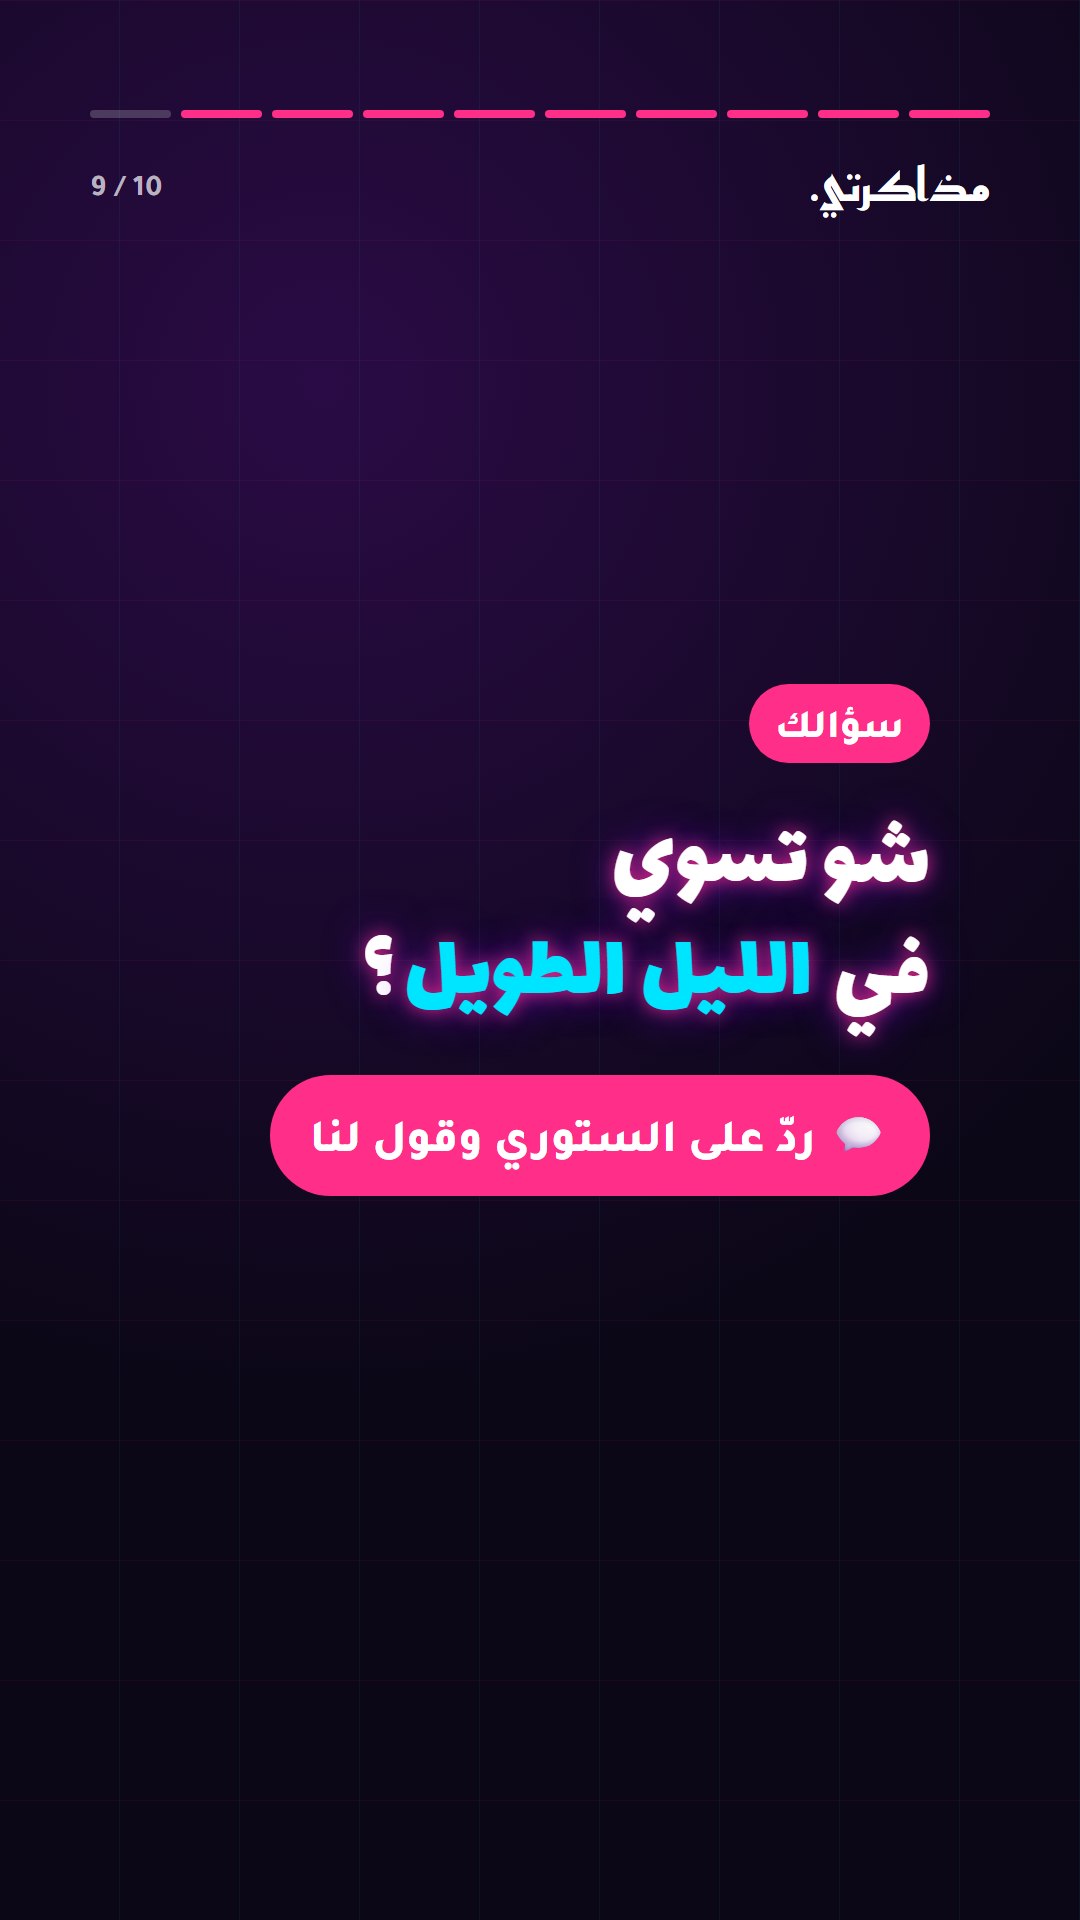 مذاكرتي.
9 / 10
سؤالك
شو تسوي
في الليل الطويل؟
💬 ردّ على الستوري وقول لنا